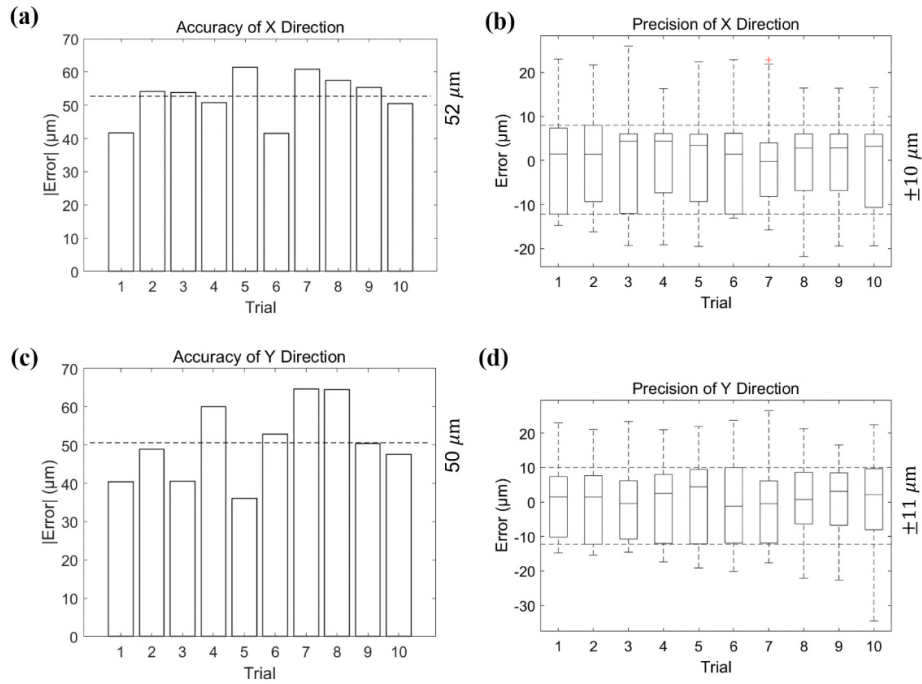 (a)
Accuracy of X Direction
70
60
50
40
30
20
10
0
|Error| (μm)
1 2 3 4 5 6 7 8 9 10
Trial
52 μm
(b)
Precision of X Direction
20
10
0
-10
-20
Error (μm)
1 2 3 4 5 6 7 8 9 10
Trial
±10 μm
(c)
Accuracy of Y Direction
70
60
50
40
30
20
10
0
|Error| (μm)
1 2 3 4 5 6 7 8 9 10
Trial
50 μm
(d)
Precision of Y Direction
20
10
0
-10
-20
-30
Error (μm)
1 2 3 4 5 6 7 8 9 10
Trial
±11 μm